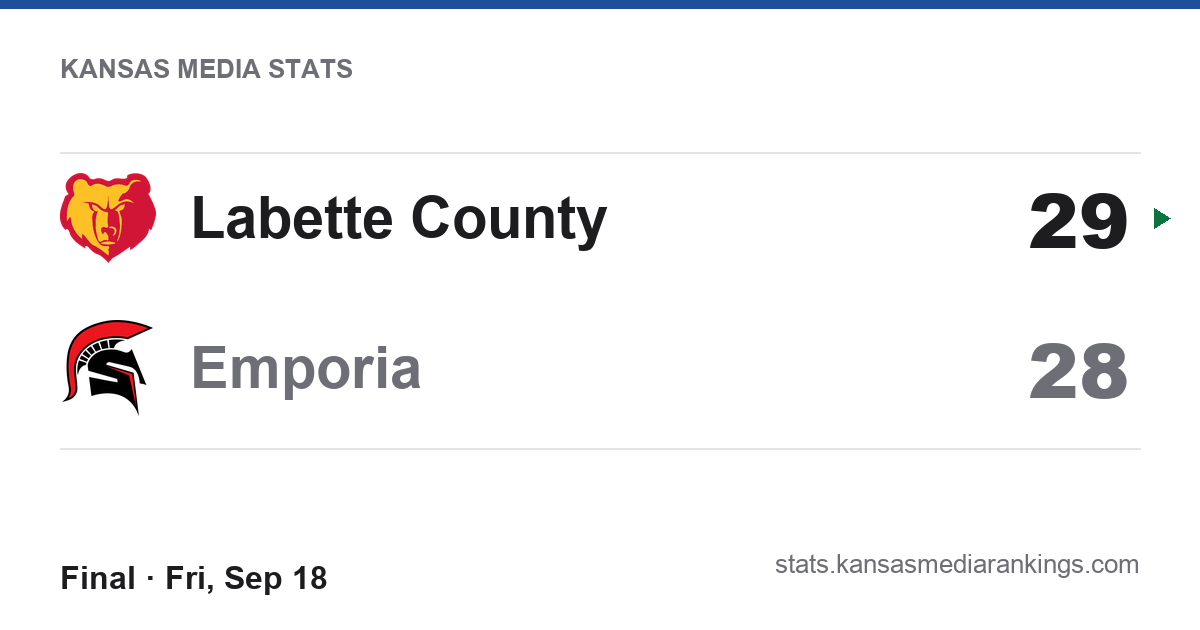 KANSAS MEDIA STATS
Labette County 29
Emporia 28
Final · Fri, Sep 18
stats.kansasmediarankings.com